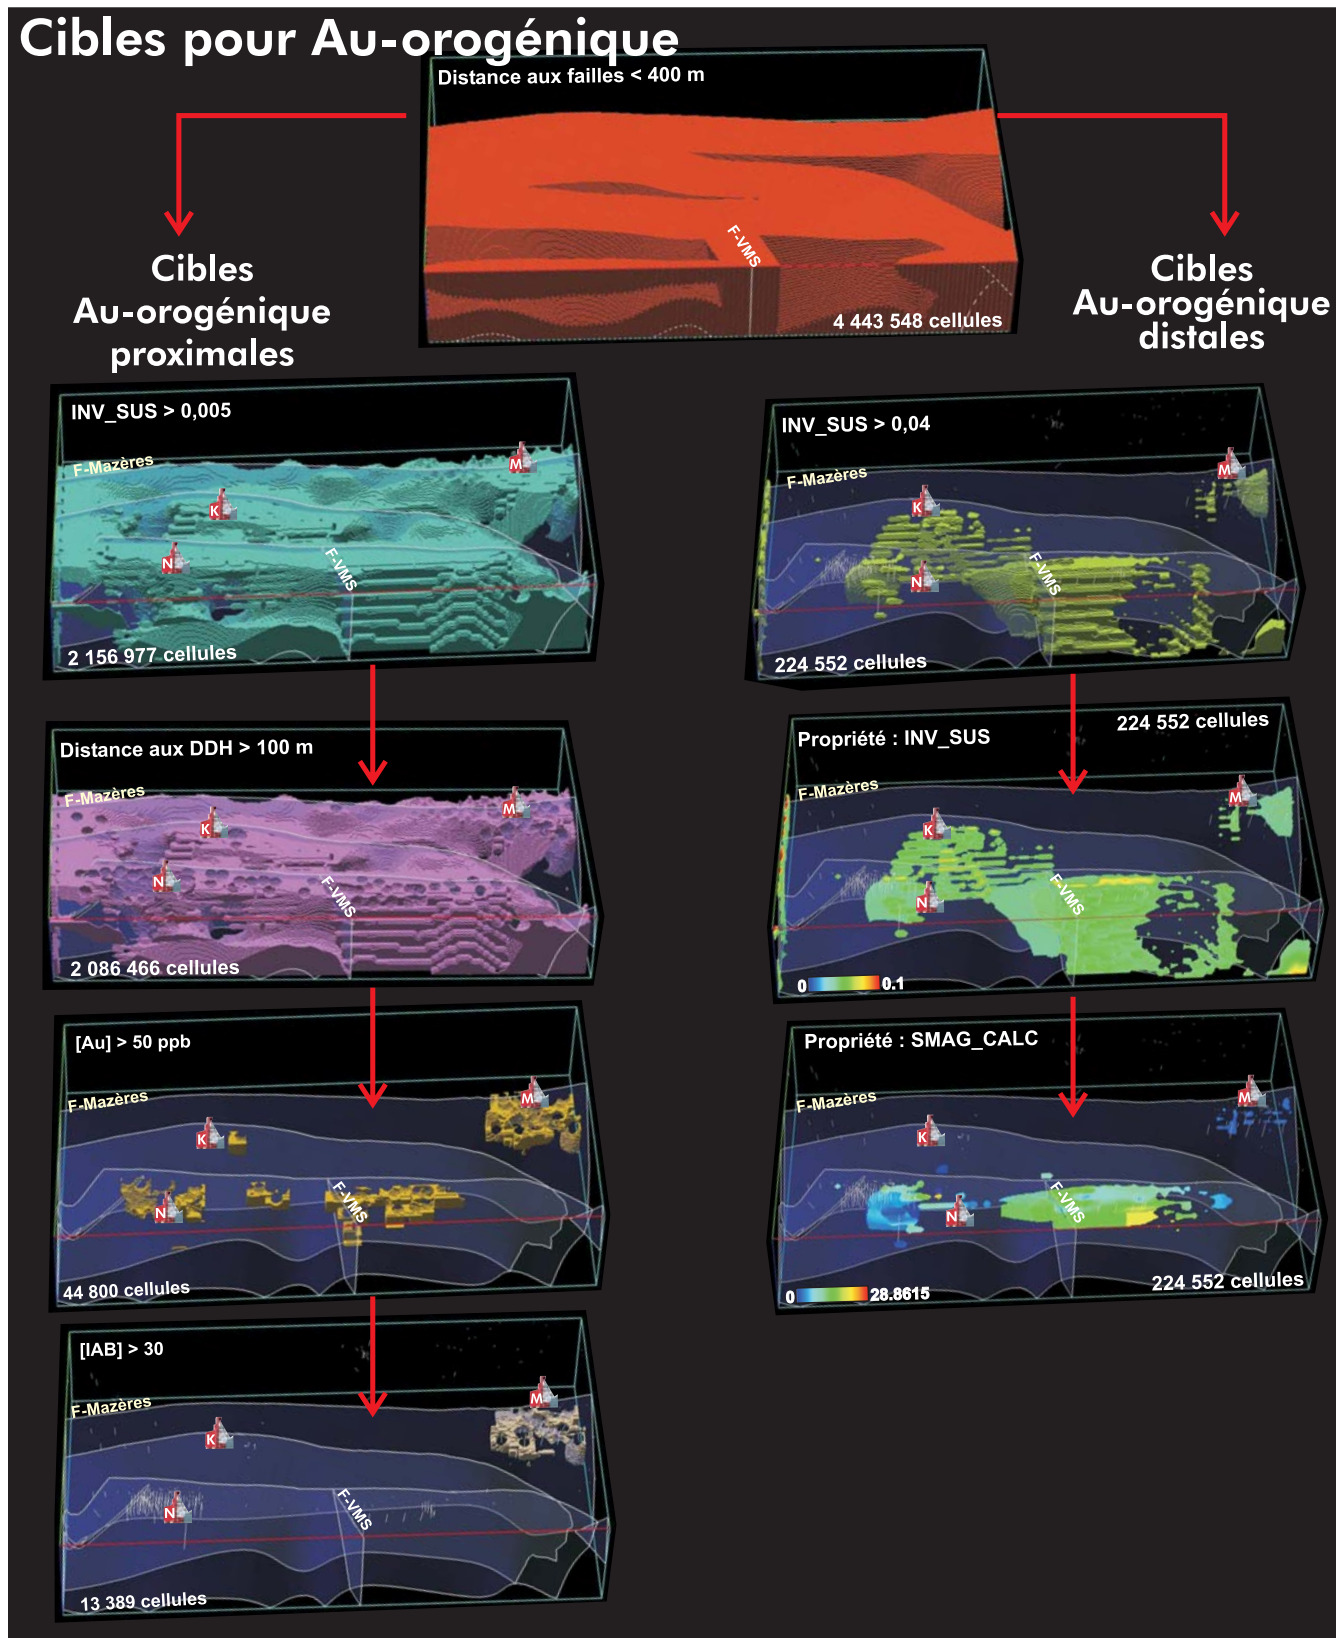 Cibles pour Au-orogénique
Distance aux failles < 400 m
F-VMS
4 443 548 cellules
Cibles
Au-orogénique
proximales
INV_SUS > 0,005
F-Mazères
M
K
N
F-VMS
2 156 977 cellules
Distance aux DDH > 100 m
F-Mazères
M
K
N
F-VMS
2 086 466 cellules
[Au] > 50 ppb
F-Mazères
M
K
N
F-VMS
44 800 cellules
[IAB] > 30
F-Mazères
M
K
N
F-VMS
13 389 cellules
Cibles
Au-orogénique
distales
INV_SUS > 0,04
F-Mazères
M
K
N
F-VMS
224 552 cellules
224 552 cellules
Propriété : INV_SUS
F-Mazères
M
K
N
F-VMS
0 0.1
Propriété : SMAG_CALC
F-Mazères
M
K
N
F-VMS
0 28.8615
224 552 cellules